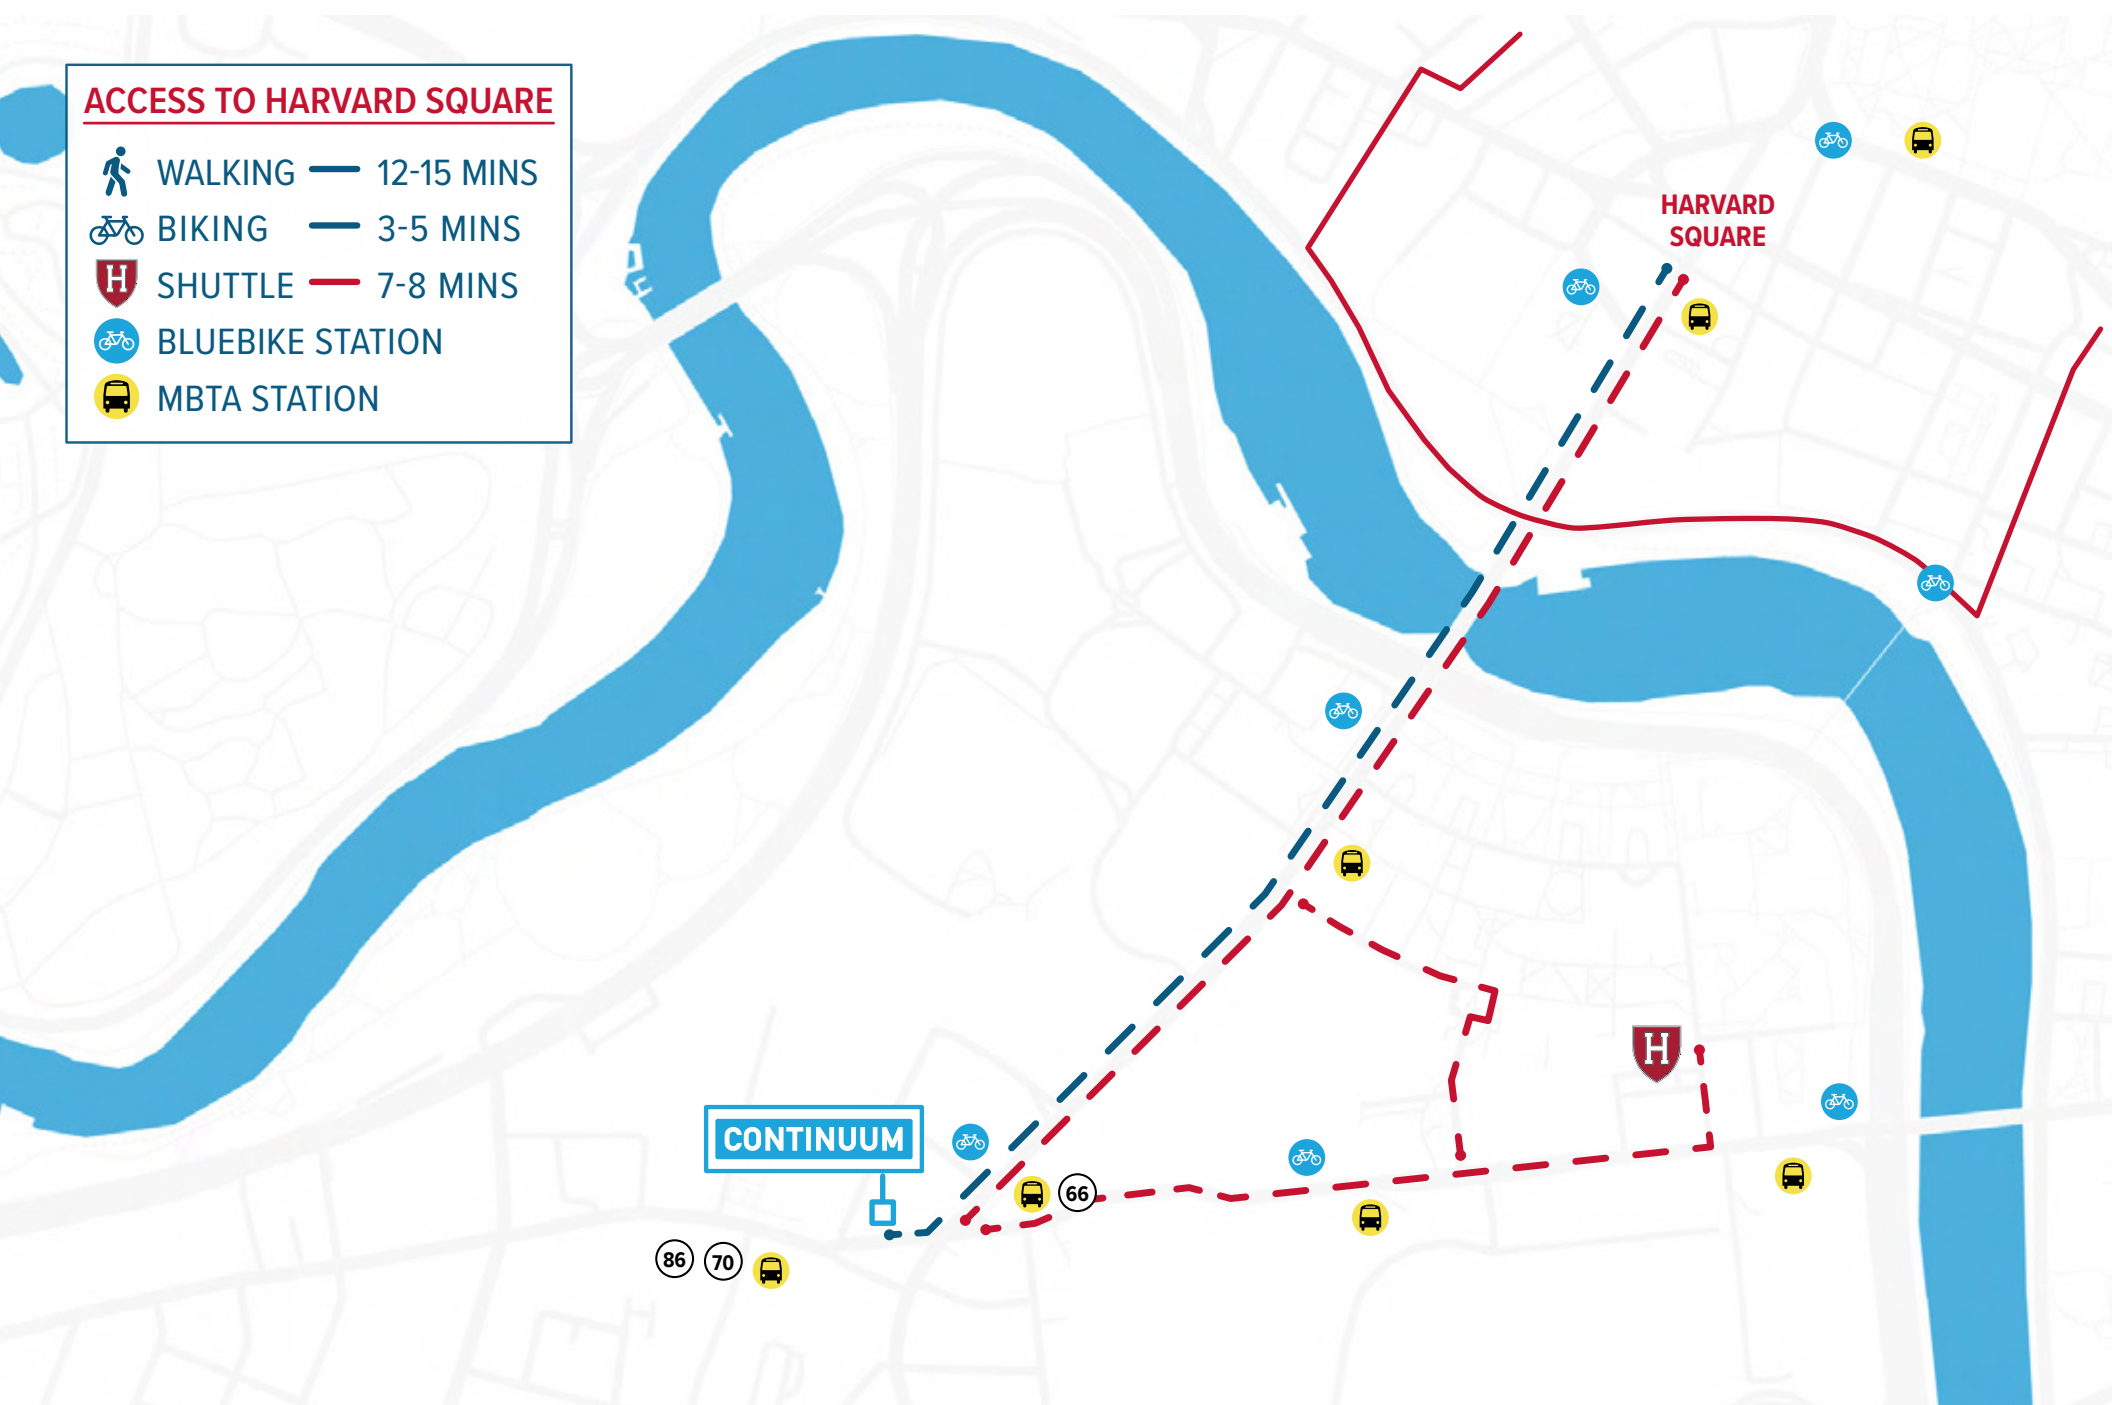 ACCESS TO HARVARD SQUARE
WALKING 12-15 MINS
BIKING 3-5 MINS
H SHUTTLE 7-8 MINS
BLUEBIKE STATION
MBTA STATION
HARVARD
SQUARE
H
CONTINUUM
66
86 70